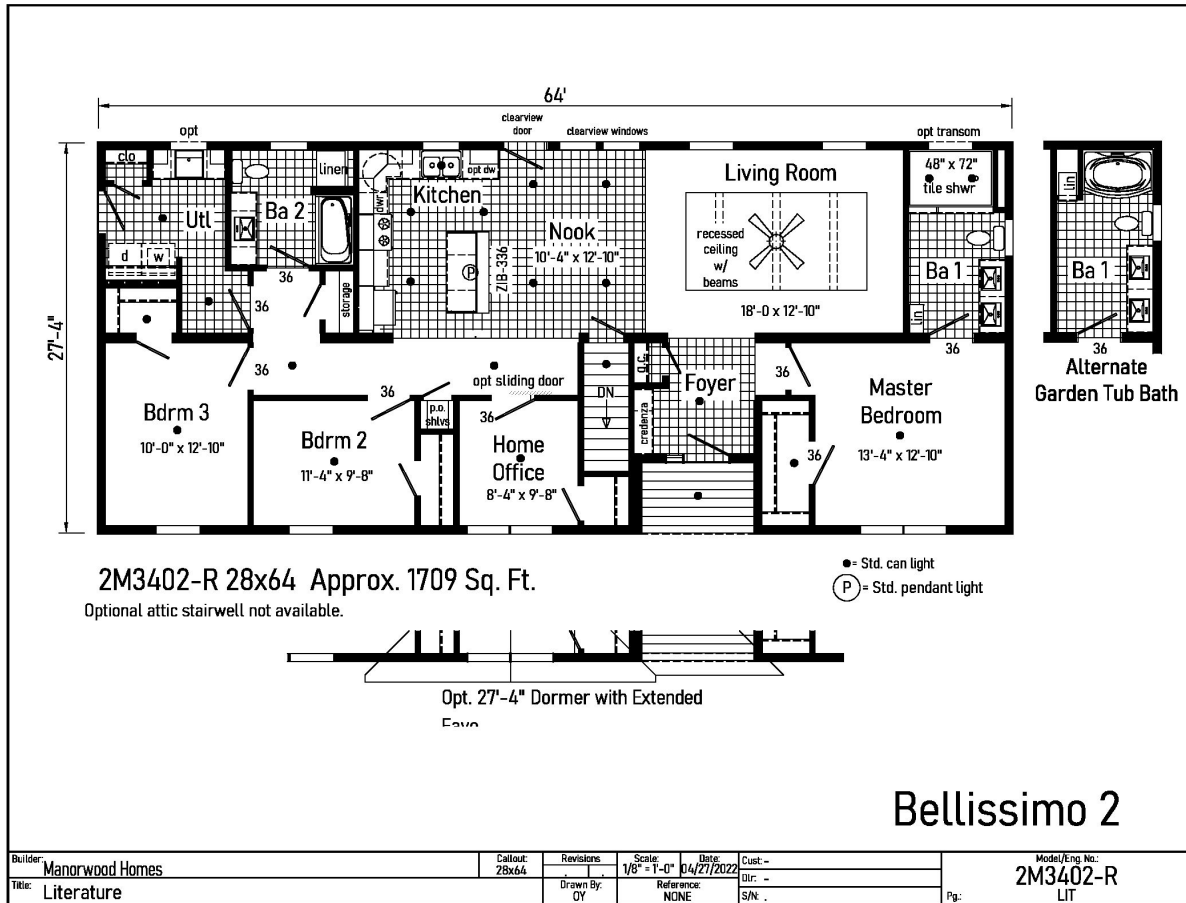 64'
opt
clearview
door
clearview windows
opt transom
clo
linen
opt dw
48" x 72"
tile shwr
lin
Kitchen
Living Room
Utl
Ba 2
dwr
Nook
10'-4" x 12'-10"
recessed
ceiling
w/
beams
d
w
P
ZIB-336
Ba 1
Ba 1
36
36
36
storage
18'-0 x 12'-10"
lin
27'-4"
36
36
Alternate
Garden Tub Bath
36
36
opt sliding door
g.c.
Foyer
36
DN
credenza
Master
Bedroom
13'-4" x 12'-10"
36
Bdrm 3
10'-0" x 12'-10"
Bdrm 2
11'-4" x 9'-8"
p.o.
shlvs
36
Home
Office
8'-4" x 9'-8"
2M3402-R 28x64 Approx. 1709 Sq. Ft.
Optional attic stairwell not available.
= Std. can light
P = Std. pendant light
Opt. 27'-4" Dormer with Extended
Eave
Bellissimo 2
Builder: Manorwood Homes
Title: Literature
Callout:
28x64
Revisions
. .
Drawn By:
OY
Scale:
1/8" = 1'-0"
Date:
04/27/2022
Reference:
NONE
Cust: -
Dlr: -
S/N: .
Model/Eng. No.:
2M3402-R
Pg.: LIT